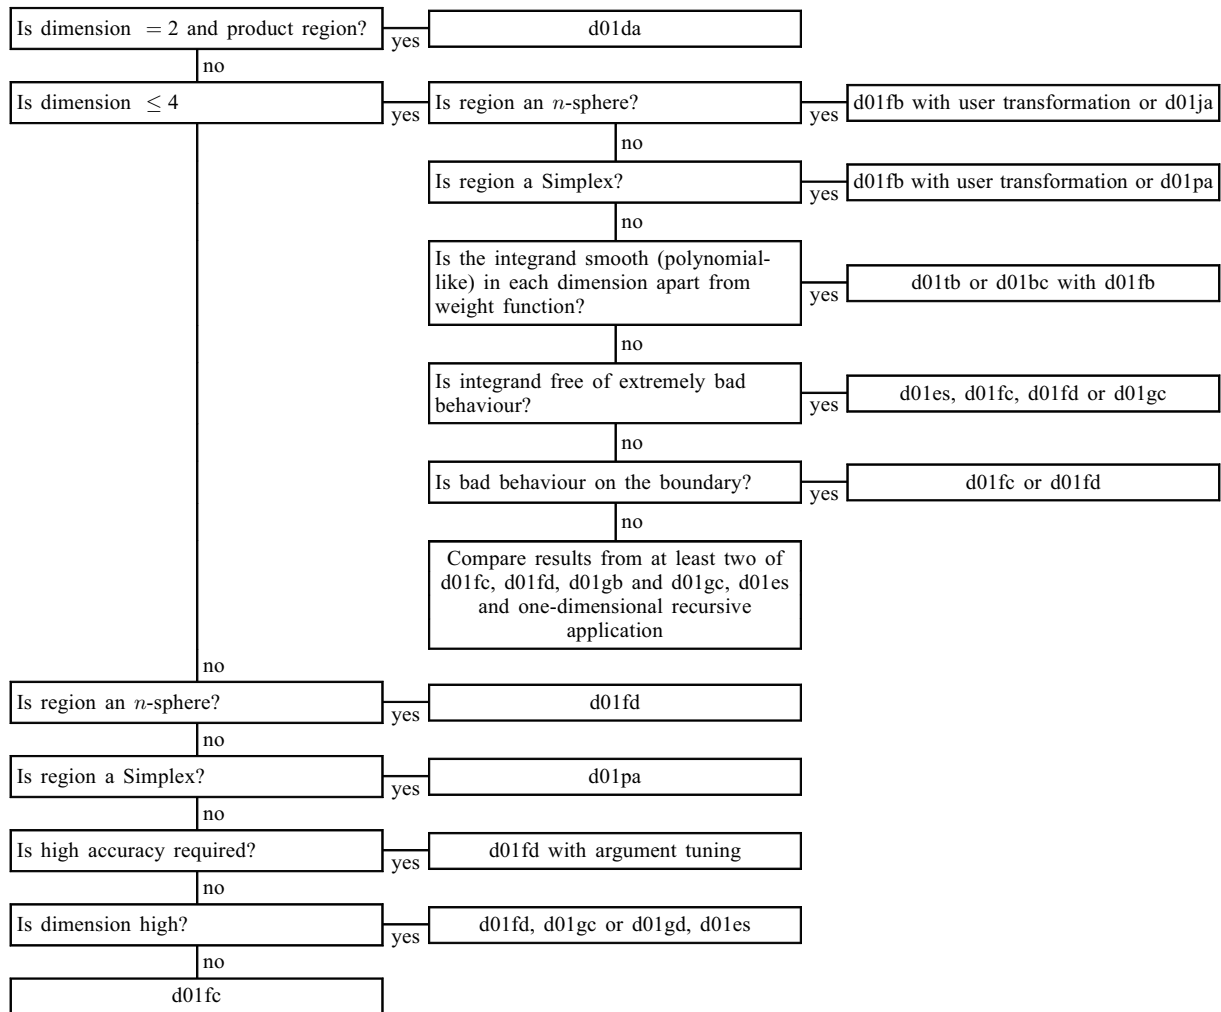 Is dimension = 2 and product region?
yes
d01da
no
Is dimension ≤ 4
yes
Is region an n-sphere?
yes
d01fb with user transformation or d01ja
no
Is region a Simplex?
yes
d01fb with user transformation or d01pa
no
Is the integrand smooth (polynomial-
like) in each dimension apart from
weight function?
yes
d01tb or d01bc with d01fb
no
Is integrand free of extremely bad
behaviour?
yes
d01es, d01fc, d01fd or d01gc
no
Is bad behaviour on the boundary?
yes
d01fc or d01fd
no
Compare results from at least two of
d01fc, d01fd, d01gb and d01gc, d01es
and one-dimensional recursive
application
no
Is region an n-sphere?
yes
d01fd
no
Is region a Simplex?
yes
d01pa
no
Is high accuracy required?
yes
d01fd with argument tuning
no
Is dimension high?
yes
d01fd, d01gc or d01gd, d01es
no
d01fc